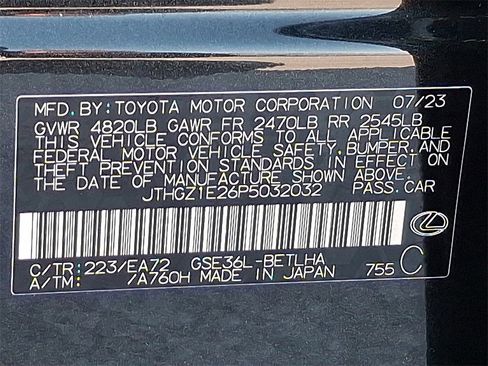 MFD. BY: TOYOTA MOTOR CORPORATION 07/23
GVWR 4820LB GAWR FR 2470LB RR 2545LB
THIS VEHICLE CONFORMS TO ALL APPLICABLE
FEDERAL MOTOR VEHICLE SAFETY, BUMPER, AND
THEFT PREVENTION STANDARDS IN EFFECT ON
THE DATE OF MANUFACTURE SHOWN ABOVE.
JTHGZ1E26P5032032 PASS. CAR
C/TR: 223/EA72 GSE36L-BETLHA
A/TM: /A760H MADE IN JAPAN 755 C